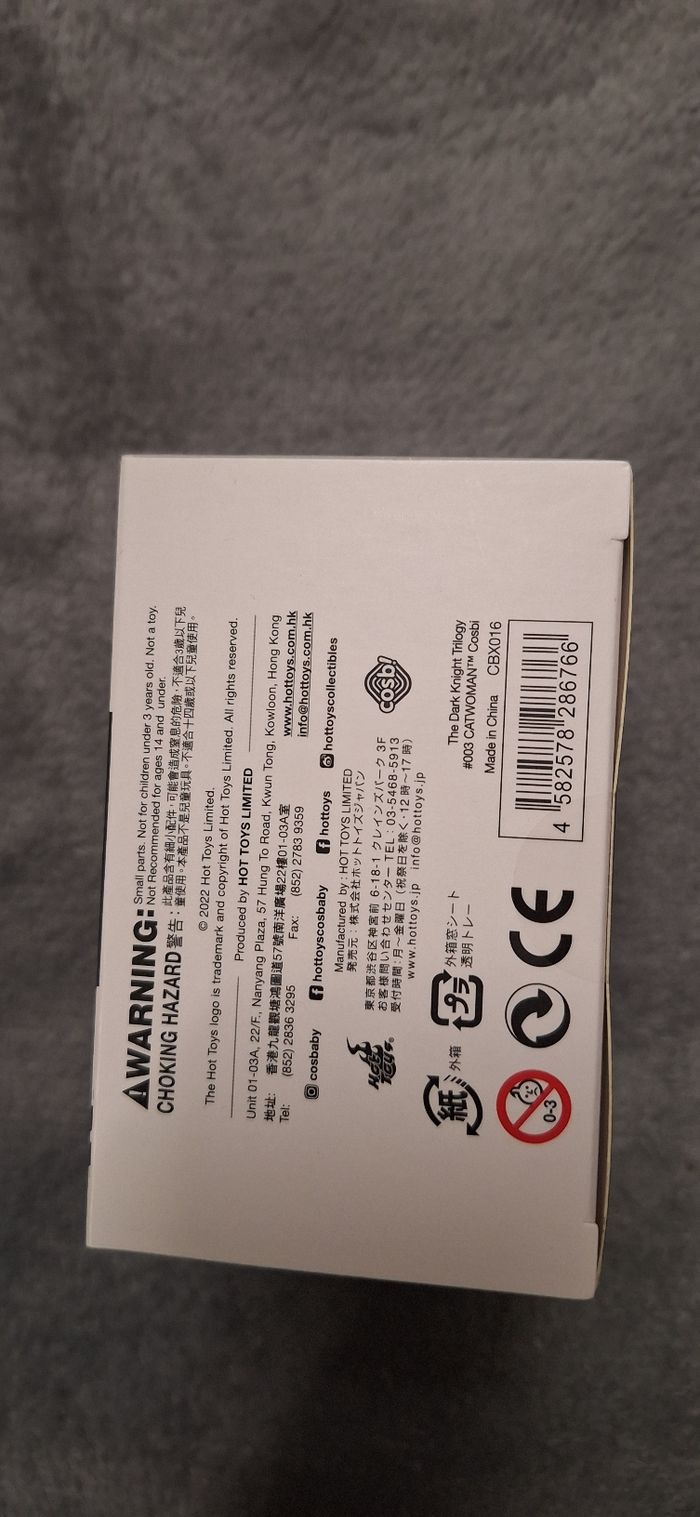 WARNING:
Small parts. Not for children under 3 years old. Not a toy.
Not Recommended for ages 14 and under.
CHOKING HAZARD 警告：
此產品含有細小配件，可能會造成窒息的危險，不適合3歲以下兒
童使用。本產品不是兒童玩具。不適合十四歲或以下兒童使用。
© 2022 Hot Toys Limited.
The Hot Toys logo is trademark and copyright of Hot Toys Limited. All rights reserved.
Produced by HOT TOYS LIMITED
Unit 01-03A, 22/F., Nanyang Plaza, 57 Hung To Road, Kwun Tong, Kowloon, Hong Kong
地址: 香港九龍觀塘鴻圖道57號南洋廣場22樓01-03A室 www.hottoys.com.hk
Tel: (852) 2836 3295 Fax: (852) 2783 9359 info@hottoys.com.hk
cosbaby hottoyscosbaby hottoys hottoyscollectibles
Manufactured by : HOT TOYS LIMITED
発売元 : 株式会社ホットトイズジャパン
東京都渋谷区神宮前 6-18-1 クレインズパーク 3F
お客様問い合わせセンター TEL : 03-5468-5913
受付時間 : 月～金曜日 (祝祭日を除く・12 時～17 時)
www.hottoys.jp info@hottoys.jp
HOT TOYS®
cosbi
紙 外箱
プラ 外箱窓シート
透明トレー
The Dark Knight Trilogy
#003 CATWOMAN™ Cosbi
Made in China CBX016
0-3
CE
4 582578 286766